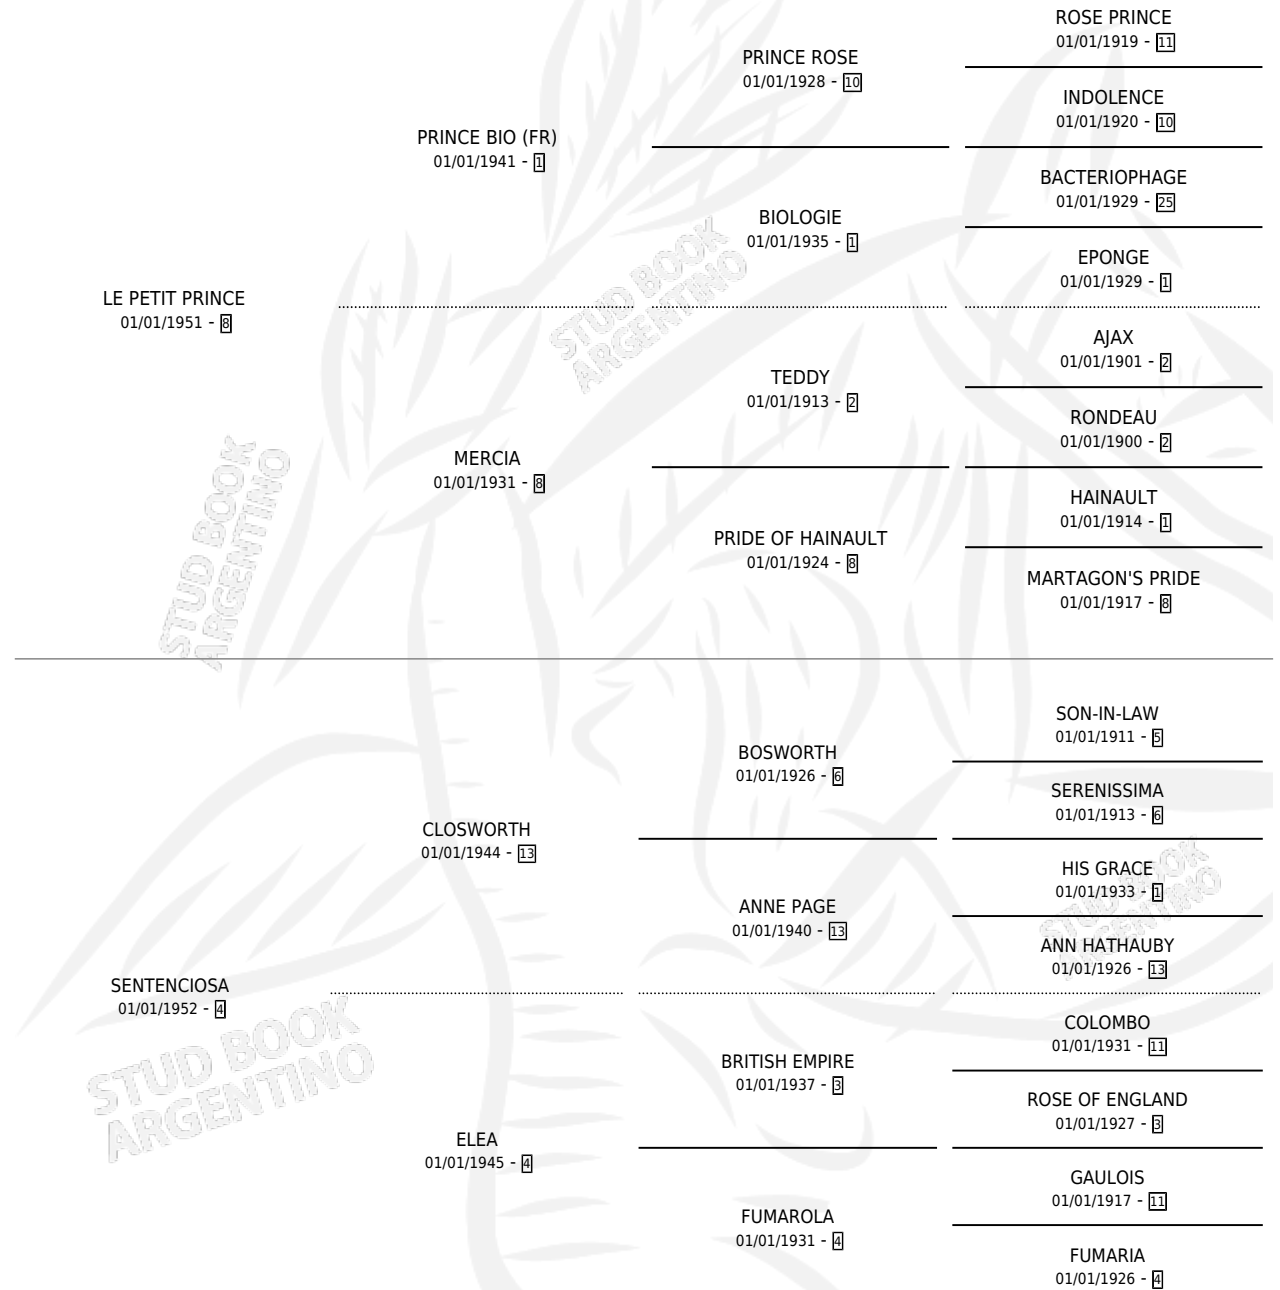 ROSE PRINCE
01/01/1919 - 11
PRINCE ROSE
01/01/1928 - 10
INDOLENCE
01/01/1920 - 10
PRINCE BIO (FR)
01/01/1941 - 1
BACTERIOPHAGE
01/01/1929 - 25
BIOLOGIE
01/01/1935 - 1
EPONGE
01/01/1929 - 1
LE PETIT PRINCE
01/01/1951 - 8
AJAX
01/01/1901 - 2
TEDDY
01/01/1913 - 2
RONDEAU
01/01/1900 - 2
MERCIA
01/01/1931 - 8
HAINAULT
01/01/1914 - 1
PRIDE OF HAINAULT
01/01/1924 - 8
MARTAGON'S PRIDE
01/01/1917 - 8
SON-IN-LAW
01/01/1911 - 5
BOSWORTH
01/01/1926 - 6
SERENISSIMA
01/01/1913 - 6
CLOSWORTH
01/01/1944 - 13
HIS GRACE
01/01/1933 - 1
ANNE PAGE
01/01/1940 - 13
ANN HATHAUBY
01/01/1926 - 13
SENTENCIOSA
01/01/1952 - 4
COLOMBO
01/01/1931 - 11
BRITISH EMPIRE
01/01/1937 - 3
ROSE OF ENGLAND
01/01/1927 - 3
ELEA
01/01/1945 - 4
GAULOIS
01/01/1917 - 11
FUMAROLA
01/01/1931 - 4
FUMARIA
01/01/1926 - 4
STUD BOOK
ARGENTINO
STUD BOOK
ARGENTINO
STUD BOOK
ARGENTINO
STUD BOOK
ARGENTINO